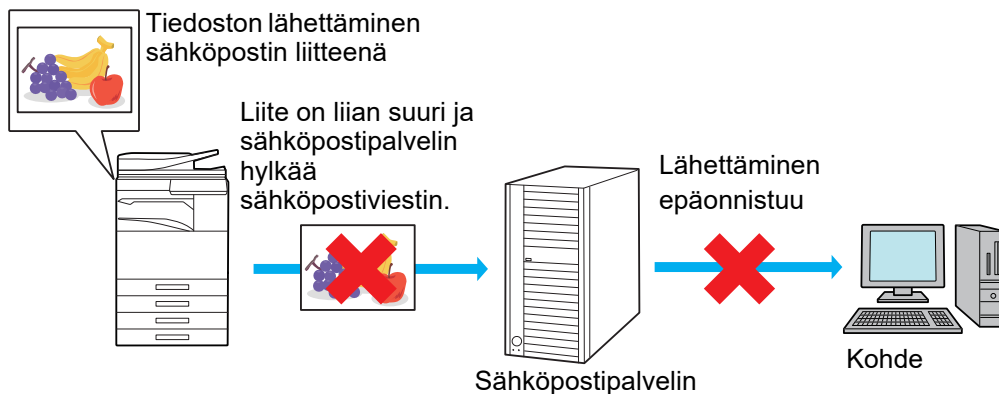 Tiedoston lähettäminen
sähköpostin liitteenä
Liite on liian suuri ja
sähköpostipalvelin
hylkää
sähköpostiviestin.
Lähettäminen
epäonnistuu
Sähköpostipalvelin
Kohde